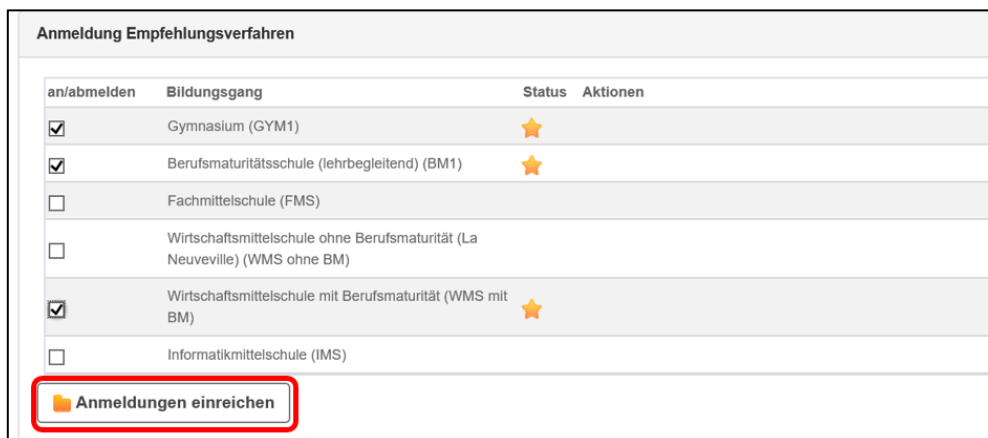 Anmeldung Empfehlungsverfahren
an/abmelden Bildungsgang Status Aktionen
Gymnasium (GYM1)
Berufsmaturitätsschule (lehrbegleitend) (BM1)
Fachmittelschule (FMS)
Wirtschaftsmittelschule ohne Berufsmaturität (La
Neuveville) (WMS ohne BM)
Wirtschaftsmittelschule mit Berufsmaturität (WMS mit
BM)
Informatikmittelschule (IMS)
Anmeldungen einreichen